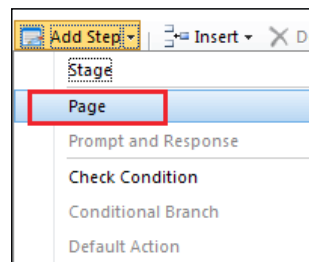 Add Step Insert D
Stage
Page
Prompt and Response
Check Condition
Conditional Branch
Default Action